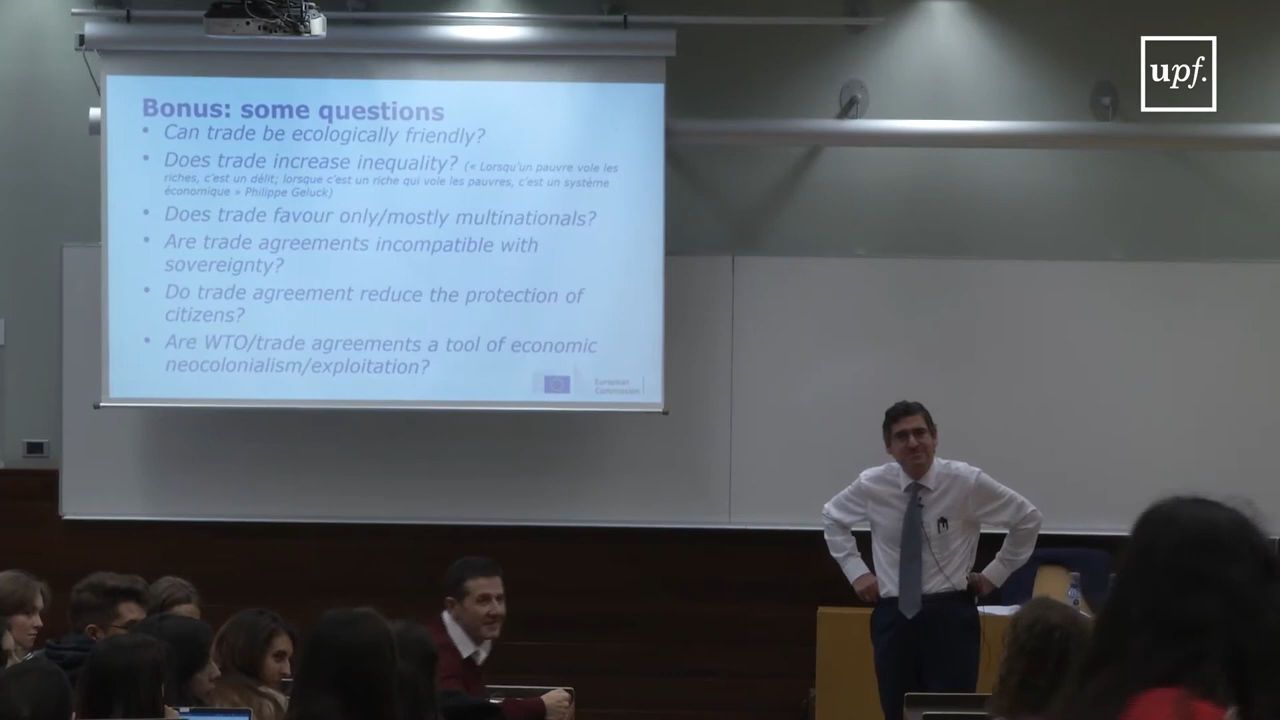 upf.
Bonus: some questions
• Can trade be ecologically friendly?
• Does trade increase inequality? (« Lorsqu'un pauvre vole les
riches, c'est un délit; lorsque c'est un riche qui vole les pauvres, c'est un système
économique » Philippe Geluck)
• Does trade favour only/mostly multinationals?
• Are trade agreements incompatible with
sovereignty?
• Do trade agreement reduce the protection of
citizens?
• Are WTO/trade agreements a tool of economic
neocolonialism/exploitation?
European
Commission